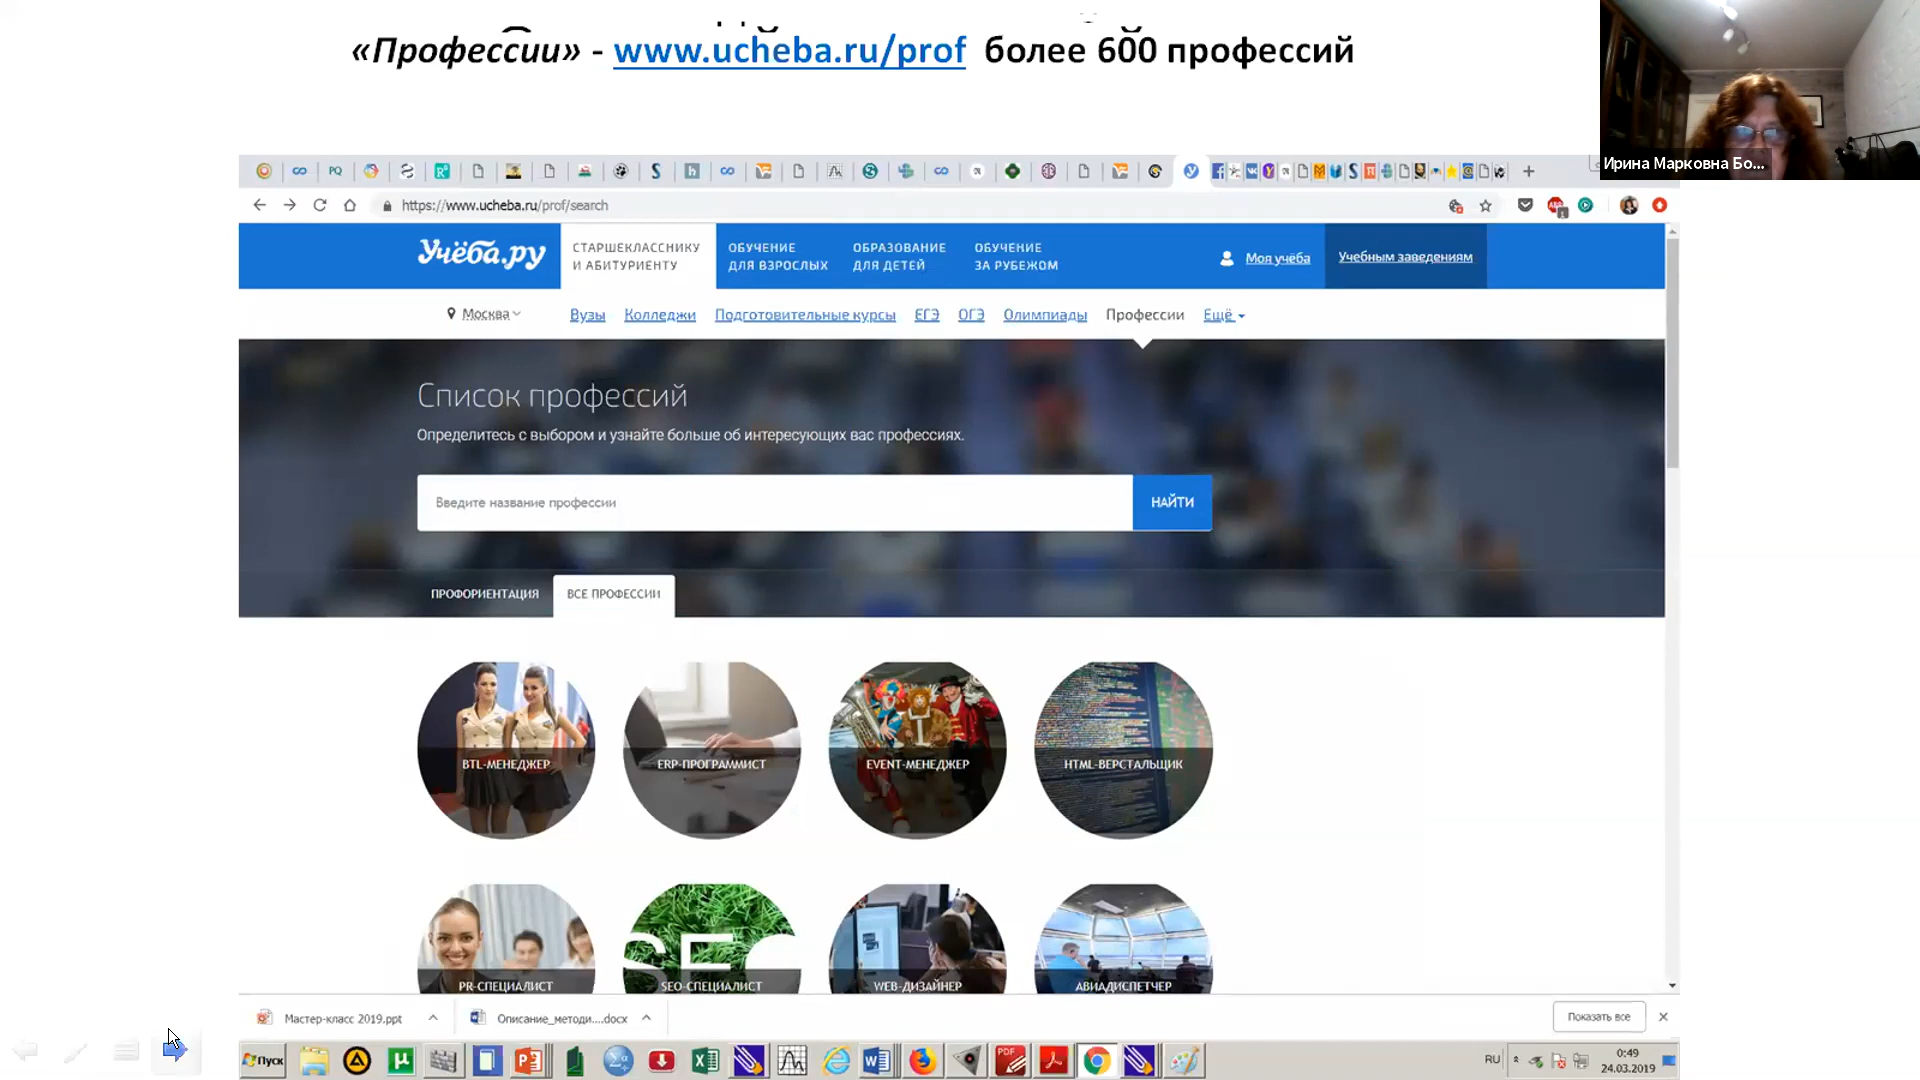 «Профессии» - www.ucheba.ru/prof более 600 профессий
Ирина Марковна Бо...
https://www.ucheba.ru/prof/search
Учёба.ру
СТАРШЕКЛАССНИКУ
И АБИТУРИЕНТУ
ОБУЧЕНИЕ
ДЛЯ ВЗРОСЛЫХ
ОБРАЗОВАНИЕ
ДЛЯ ДЕТЕЙ
ОБУЧЕНИЕ
ЗА РУБЕЖОМ
Моя учёба
Учебным заведениям
Москва
Вузы Колледжи Подготовительные курсы ЕГЭ ОГЭ Олимпиады Профессии Ещё
Список профессий
Определитесь с выбором и узнайте больше об интересующих вас профессиях.
Введите название профессии
НАЙТИ
ПРОФОРИЕНТАЦИЯ
ВСЕ ПРОФЕССИИ
BTL-МЕНЕДЖЕР
ERP-ПРОГРАММИСТ
EVENT-МЕНЕДЖЕР
HTML-ВЕРСТАЛЬЩИК
PR-СПЕЦИАЛИСТ
SEO-СПЕЦИАЛИСТ
WEB-ДИЗАЙНЕР
АВИАДИСПЕТЧЕР
Мастер-класс 2019.ppt
Описание_методи....docx
Показать все
Пуск
RU
0:49
24.03.2019